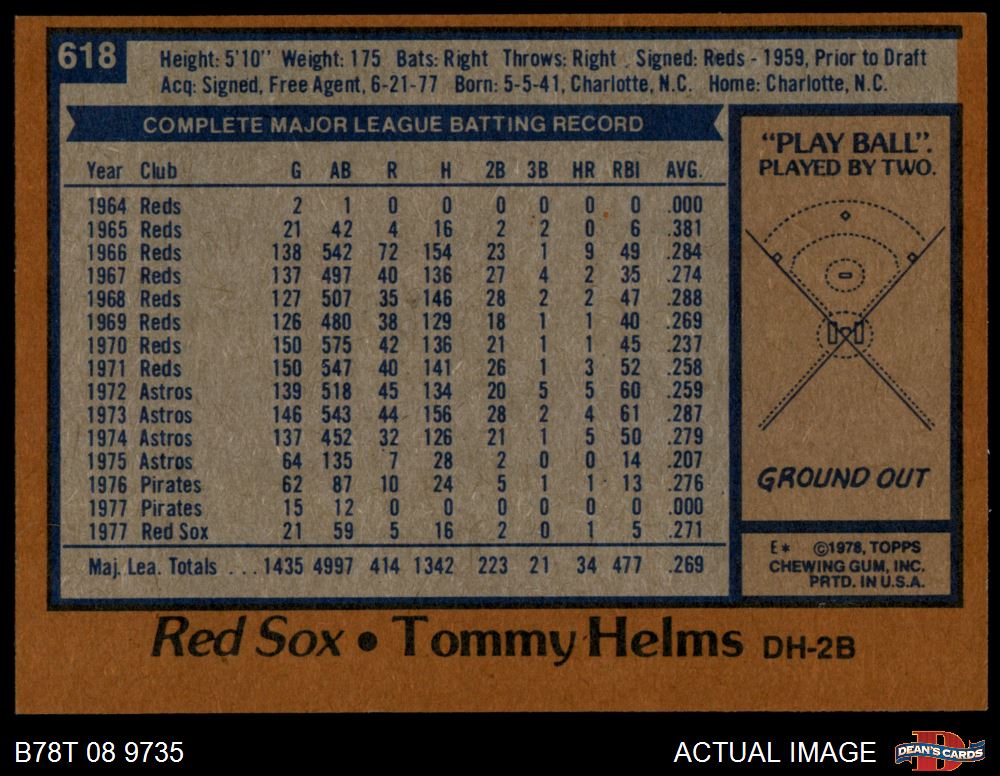 618
Height: 5'10'' Weight: 175 Bats: Right Throws: Right Signed: Reds - 1959, Prior to Draft
Acq: Signed, Free Agent, 6-21-77 Born: 5-5-41, Charlotte, N.C. Home: Charlotte, N.C.
COMPLETE MAJOR LEAGUE BATTING RECORD
Year Club G AB R H 2B 3B HR RBI AVG.
1964 Reds 2 1 0 0 0 0 0 0 .000
1965 Reds 21 42 4 16 2 2 0 6 .381
1966 Reds 138 542 72 154 23 1 9 49 .284
1967 Reds 137 497 40 136 27 4 2 35 .274
1968 Reds 127 507 35 146 28 2 2 47 .288
1969 Reds 126 480 38 129 18 1 1 40 .269
1970 Reds 150 575 42 136 21 1 1 45 .237
1971 Reds 150 547 40 141 26 1 3 52 .258
1972 Astros 139 518 45 134 20 5 5 60 .259
1973 Astros 146 543 44 156 28 2 4 61 .287
1974 Astros 137 452 32 126 21 1 5 50 .279
1975 Astros 64 135 7 28 2 0 0 14 .207
1976 Pirates 62 87 10 24 5 1 1 13 .276
1977 Pirates 15 12 0 0 0 0 0 0 .000
1977 Red Sox 21 59 5 16 2 0 1 5 .271
Maj. Lea. Totals . . . 1435 4997 414 1342 223 21 34 477 .269
"PLAY BALL".
PLAYED BY TWO.
GROUND OUT
E* ©1978, TOPPS
CHEWING GUM, INC.
PRTD. IN U.S.A.
Red Sox • Tommy Helms DH-2B
B78T 08 9735
ACTUAL IMAGE
D
DEAN'S CARDS